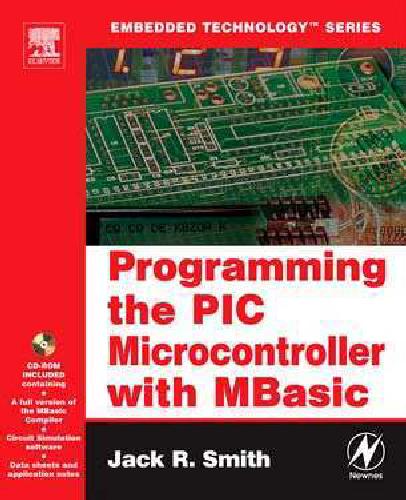 EMBEDDED TECHNOLOGY™ SERIES
ELSEVIER
Programming
the PIC
Microcontroller
with MBasic
CD-ROM
INCLUDED
containing
•
A full version of
the MBasic
Compiler
•
Circuit Simulation
software
•
Data sheets and
application notes
Jack R. Smith
Newnes